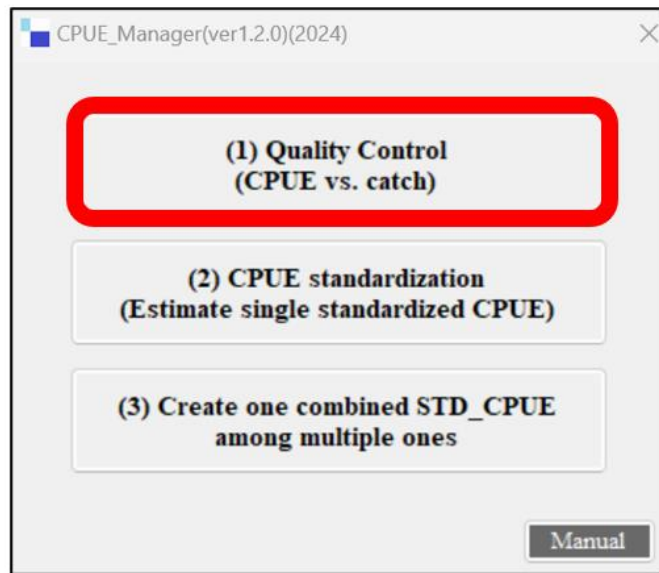 CPUE_Manager(ver1.2.0)(2024)
(1) Quality Control
(CPUE vs. catch)
(2) CPUE standardization
(Estimate single standardized CPUE)
(3) Create one combined STD_CPUE
among multiple ones
Manual